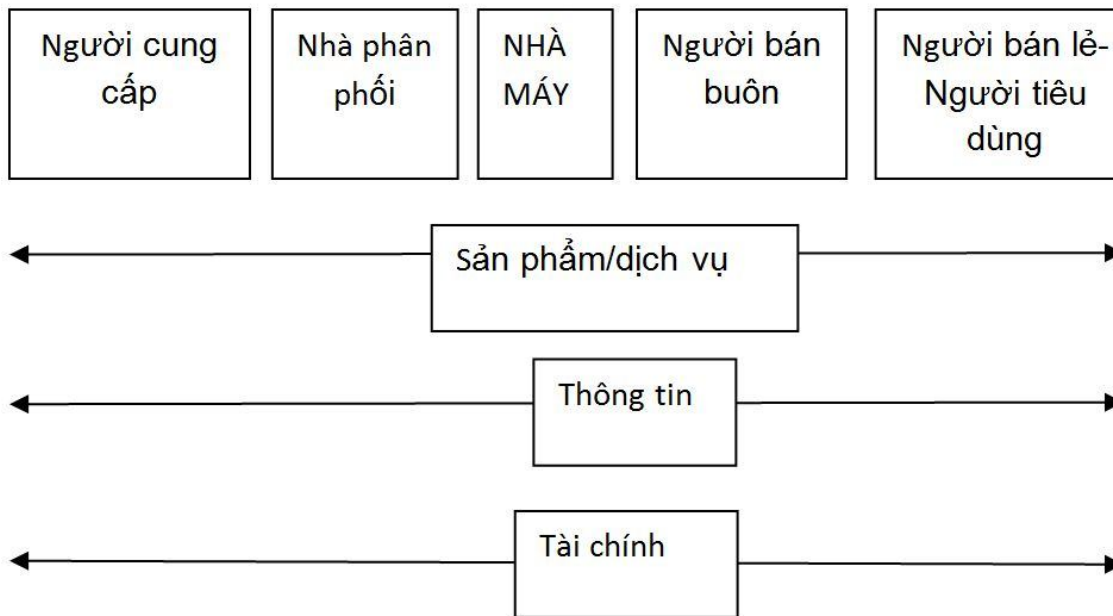 Người cung
cấp
Nhà phân
phối
NHÀ
MÁY
Người bán
buôn
Người bán lẻ-
Người tiêu
dùng
Sản phẩm/dịch vụ
Thông tin
Tài chính